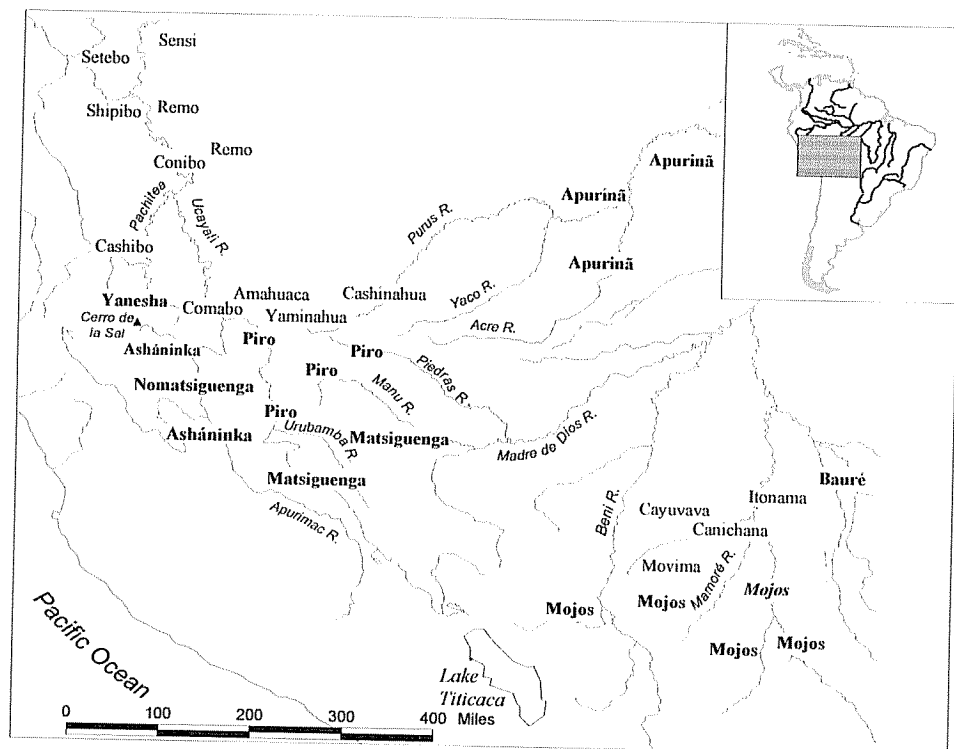 Sensi
Setebo
Shipibo
Remo
Conibo
Remo
Pachitea
Ucayali R.
Cashibo
Yanesha
Cerro de
la Sal
Comabo
Amahuaca
Yaminahua
Cashinahua
Purus R.
Apurinã
Apurinã
Apurinã
Yaco R.
Acre R.
Asháninka
Piro
Piro
Piedras R.
Piro
Manu R.
Nomatsiguenga
Piro
Urubamba R.
Matsiguenga
Asháninka
Madre de Dios R.
Matsiguenga
Apurimac R.
Beni R.
Cayuvava
Canichana
Itonama
Bauré
Movima
Mamoré R.
Mojos
Mojos
Mojos
Mojos
Mojos
Pacific Ocean
Lake
Titicaca
0 100 200 300 400 Miles